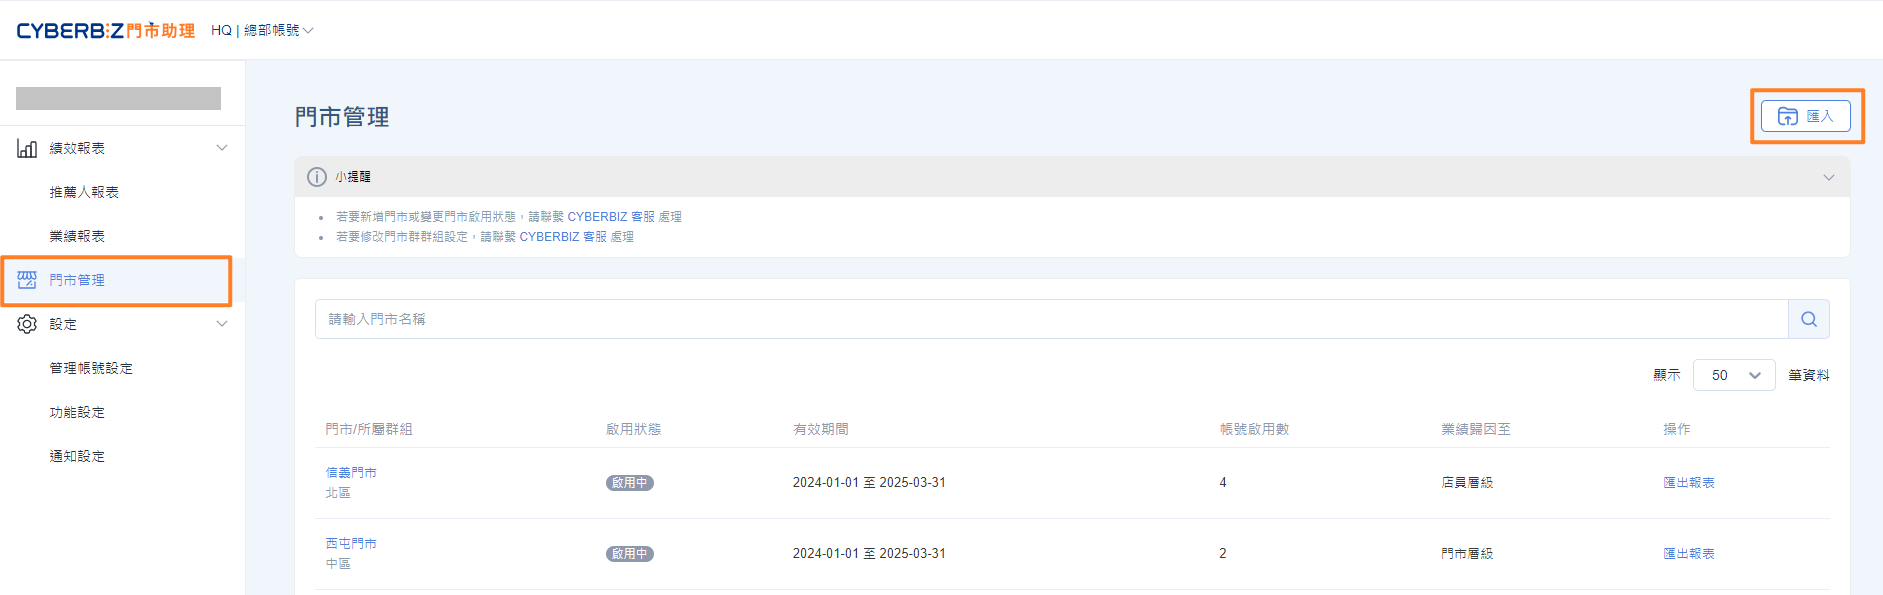 CYBERBIZ門市助理 HQ | 總部帳號
績效報表
推薦人報表
業績報表
門市管理
設定
管理帳號設定
功能設定
通知設定
門市管理
匯入
小提醒
若要新增門市或變更門市啟用狀態，請聯繫 CYBERBIZ 客服 處理
若要修改門市群群組設定，請聯繫 CYBERBIZ 客服 處理
請輸入門市名稱
顯示 50 筆資料
門市/所屬群組 啟用狀態 有效期間 帳號啟用數 業績歸因至 操作
信義門市
北區
啟用中 2024-01-01 至 2025-03-31 4 店員層級 匯出報表
西屯門市
中區
啟用中 2024-01-01 至 2025-03-31 2 門市層級 匯出報表